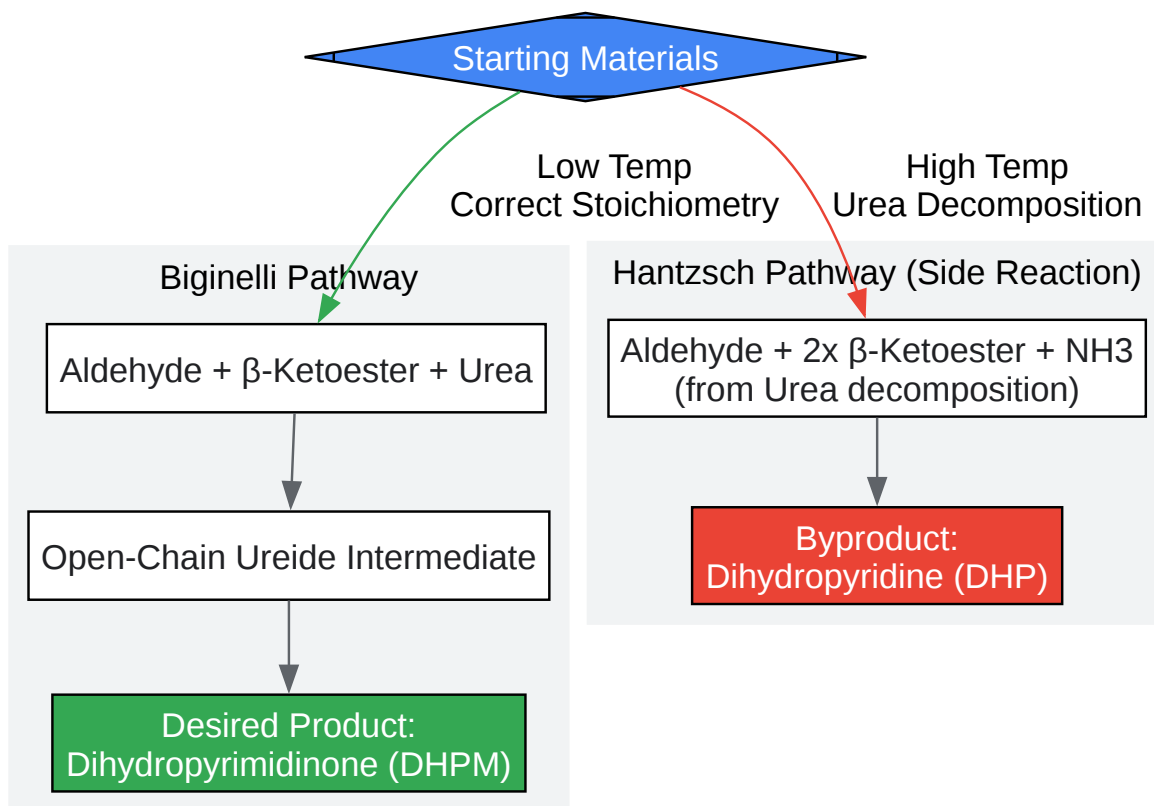 Starting Materials
Low Temp
Correct Stoichiometry
High Temp
Urea Decomposition
Biginelli Pathway
Aldehyde + β-Ketoester + Urea
Open-Chain Ureide Intermediate
Desired Product:
Dihydropyrimidinone (DHPM)
Hantzsch Pathway (Side Reaction)
Aldehyde + 2x β-Ketoester + NH3
(from Urea decomposition)
Byproduct:
Dihydropyridine (DHP)